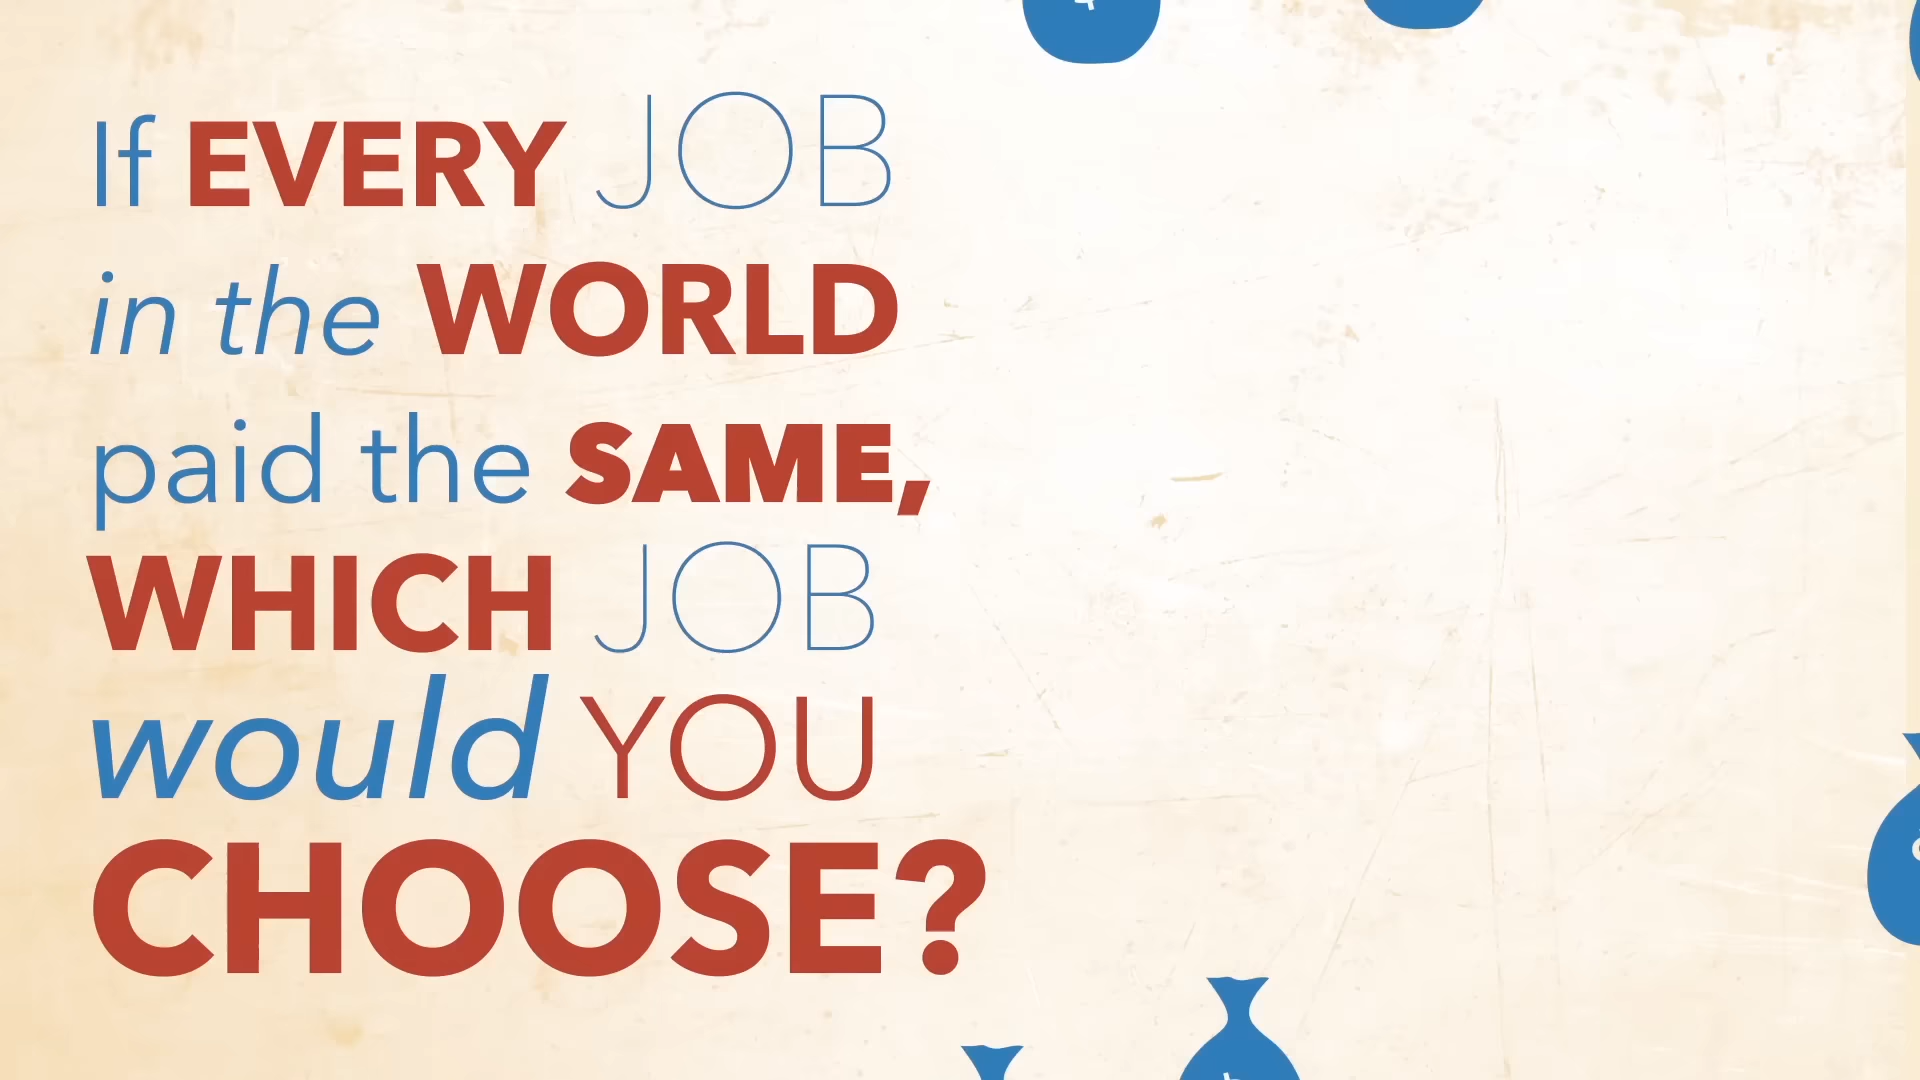 If EVERY JOB
in the WORLD
paid the SAME,
WHICH JOB
would YOU
CHOOSE?